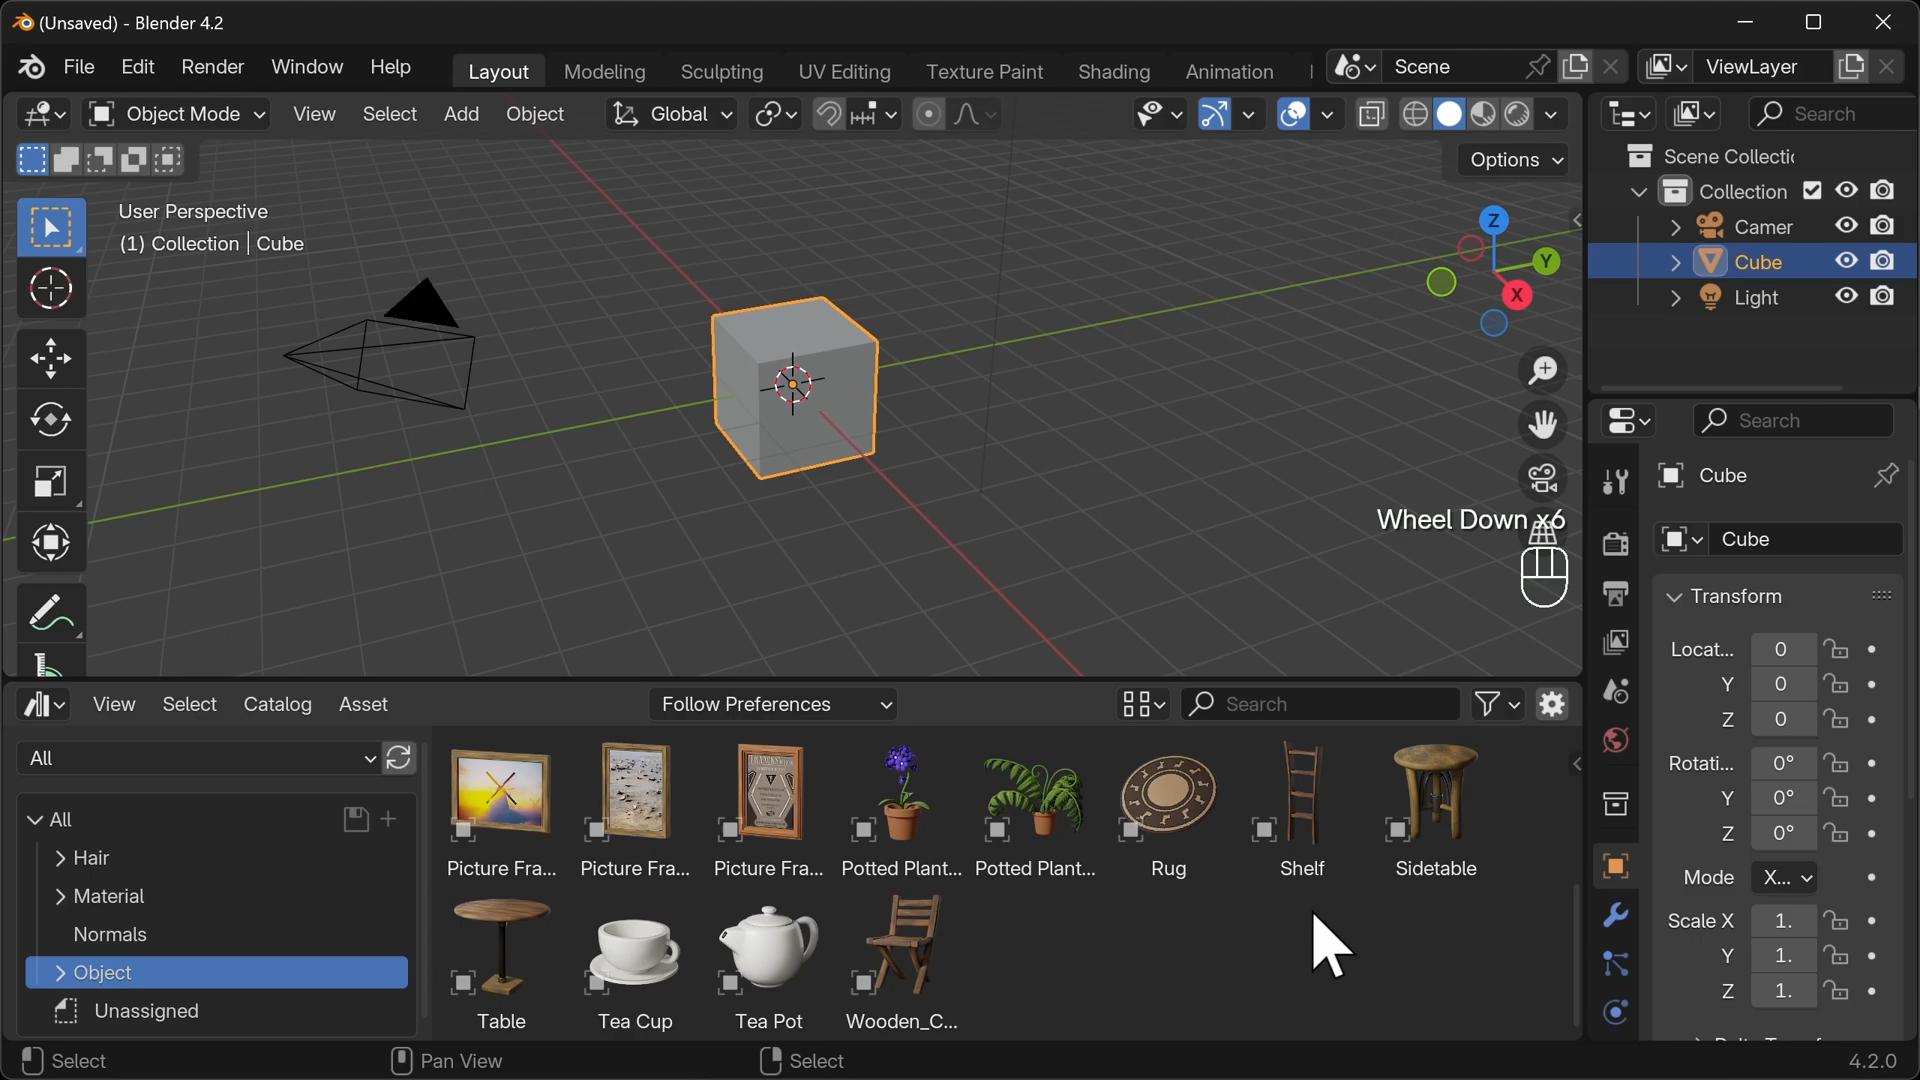 (Unsaved) - Blender 4.2
File Edit Render Window Help Layout Modeling Sculpting UV Editing Texture Paint Shading Animation Scene ViewLayer
Object Mode View Select Add Object Global Search
Options
User Perspective
(1) Collection | Cube
Z
Y
X
Scene Collectic
Collection
Camer
Cube
Light
Wheel Down x6
Search
Cube
Cube
Transform
Locat... 0
Y 0
Z 0
Rotati... 0°
Y 0°
Z 0°
Mode X...
Scale X 1.
Y 1.
Z 1.
View Select Catalog Asset Follow Preferences Search
All
All
Hair
Material
Normals
Object
Unassigned
Picture Fra... Picture Fra... Picture Fra... Potted Plant... Potted Plant... Rug Shelf Sidetable
Table Tea Cup Tea Pot Wooden_C...
Select Pan View Select 4.2.0